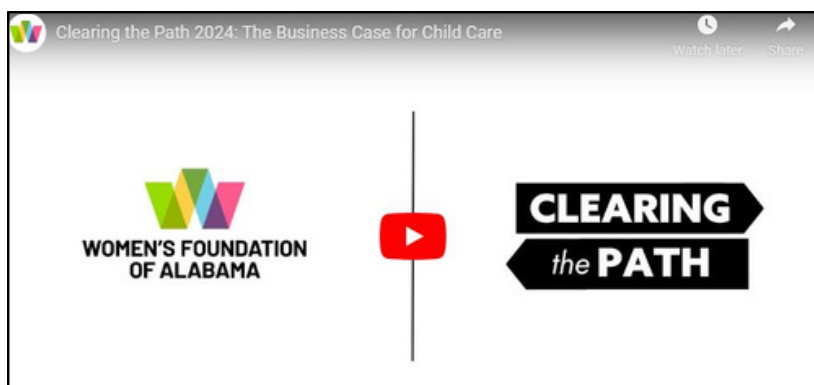 Clearing the Path 2024: The Business Case for Child Care
Watch later
Share
WOMEN'S FOUNDATION
OF ALABAMA
CLEARING
the PATH